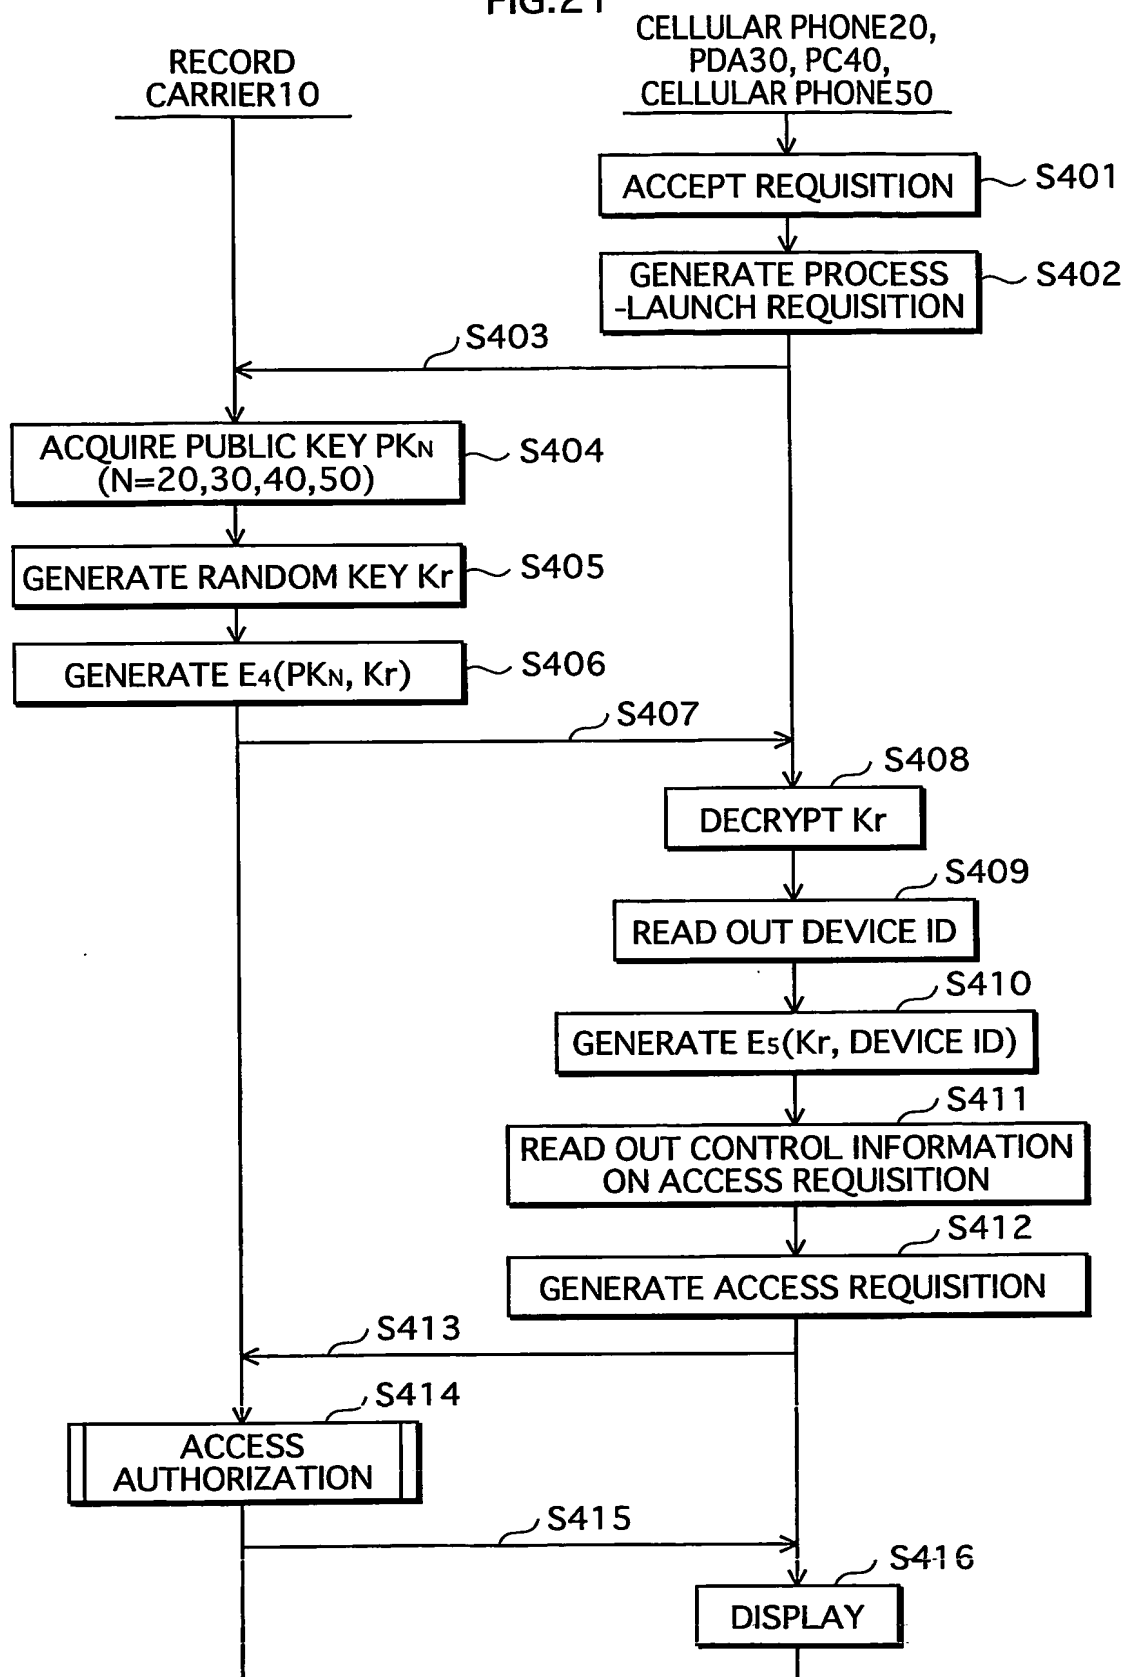 FIG.21
RECORD
CARRIER10
CELLULAR PHONE20,
PDA30, PC40,
CELLULAR PHONE50
ACCEPT REQUISITION
S401
GENERATE PROCESS
-LAUNCH REQUISITION
S402
S403
ACQUIRE PUBLIC KEY PKN
(N=20,30,40,50)
S404
GENERATE RANDOM KEY Kr
S405
GENERATE E4(PKN, Kr)
S406
S407
S408
DECRYPT Kr
S409
READ OUT DEVICE ID
S410
GENERATE E5(Kr, DEVICE ID)
S411
READ OUT CONTROL INFORMATION
ON ACCESS REQUISITION
S412
GENERATE ACCESS REQUISITION
S413
S414
ACCESS
AUTHORIZATION
S415
S416
DISPLAY